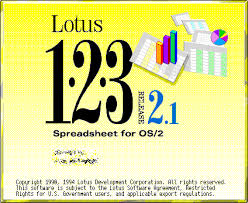 Lotus
1·2·3
RELEASE 2.1
Spreadsheet for OS/2
Copyright 1990, 1994 Lotus Development Corporation. All rights reserved.
This software is subject to the Lotus Software Agreement, Restricted
Rights for U.S. Government users, and applicable export regulations.